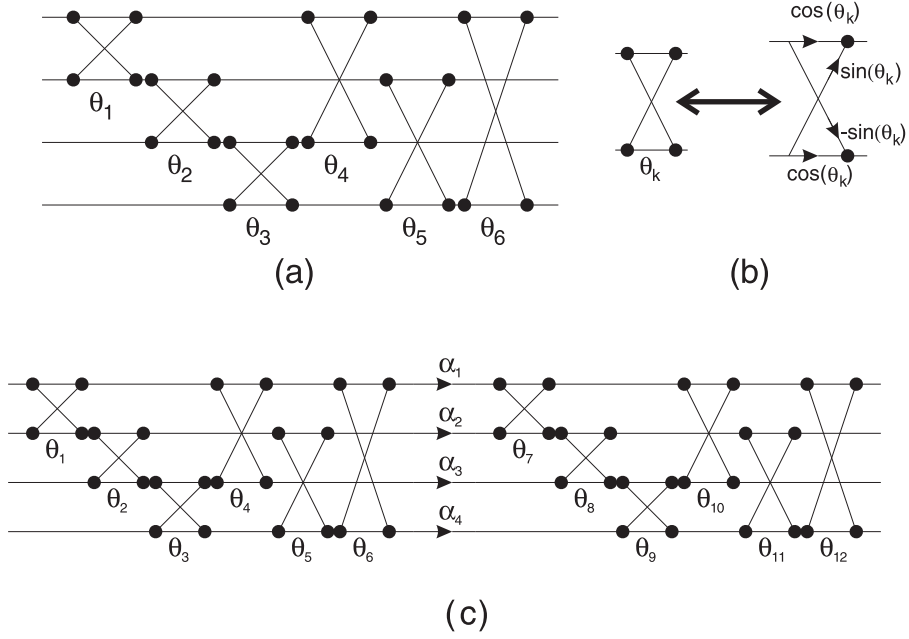 θ1
θ2
θ3
θ4
θ5
θ6
(a)
cos(θk)
sin(θk)
-sin(θk)
cos(θk)
θk
(b)
α1
α2
α3
α4
θ1
θ2
θ3
θ4
θ5
θ6
θ7
θ8
θ9
θ10
θ11
θ12
(c)